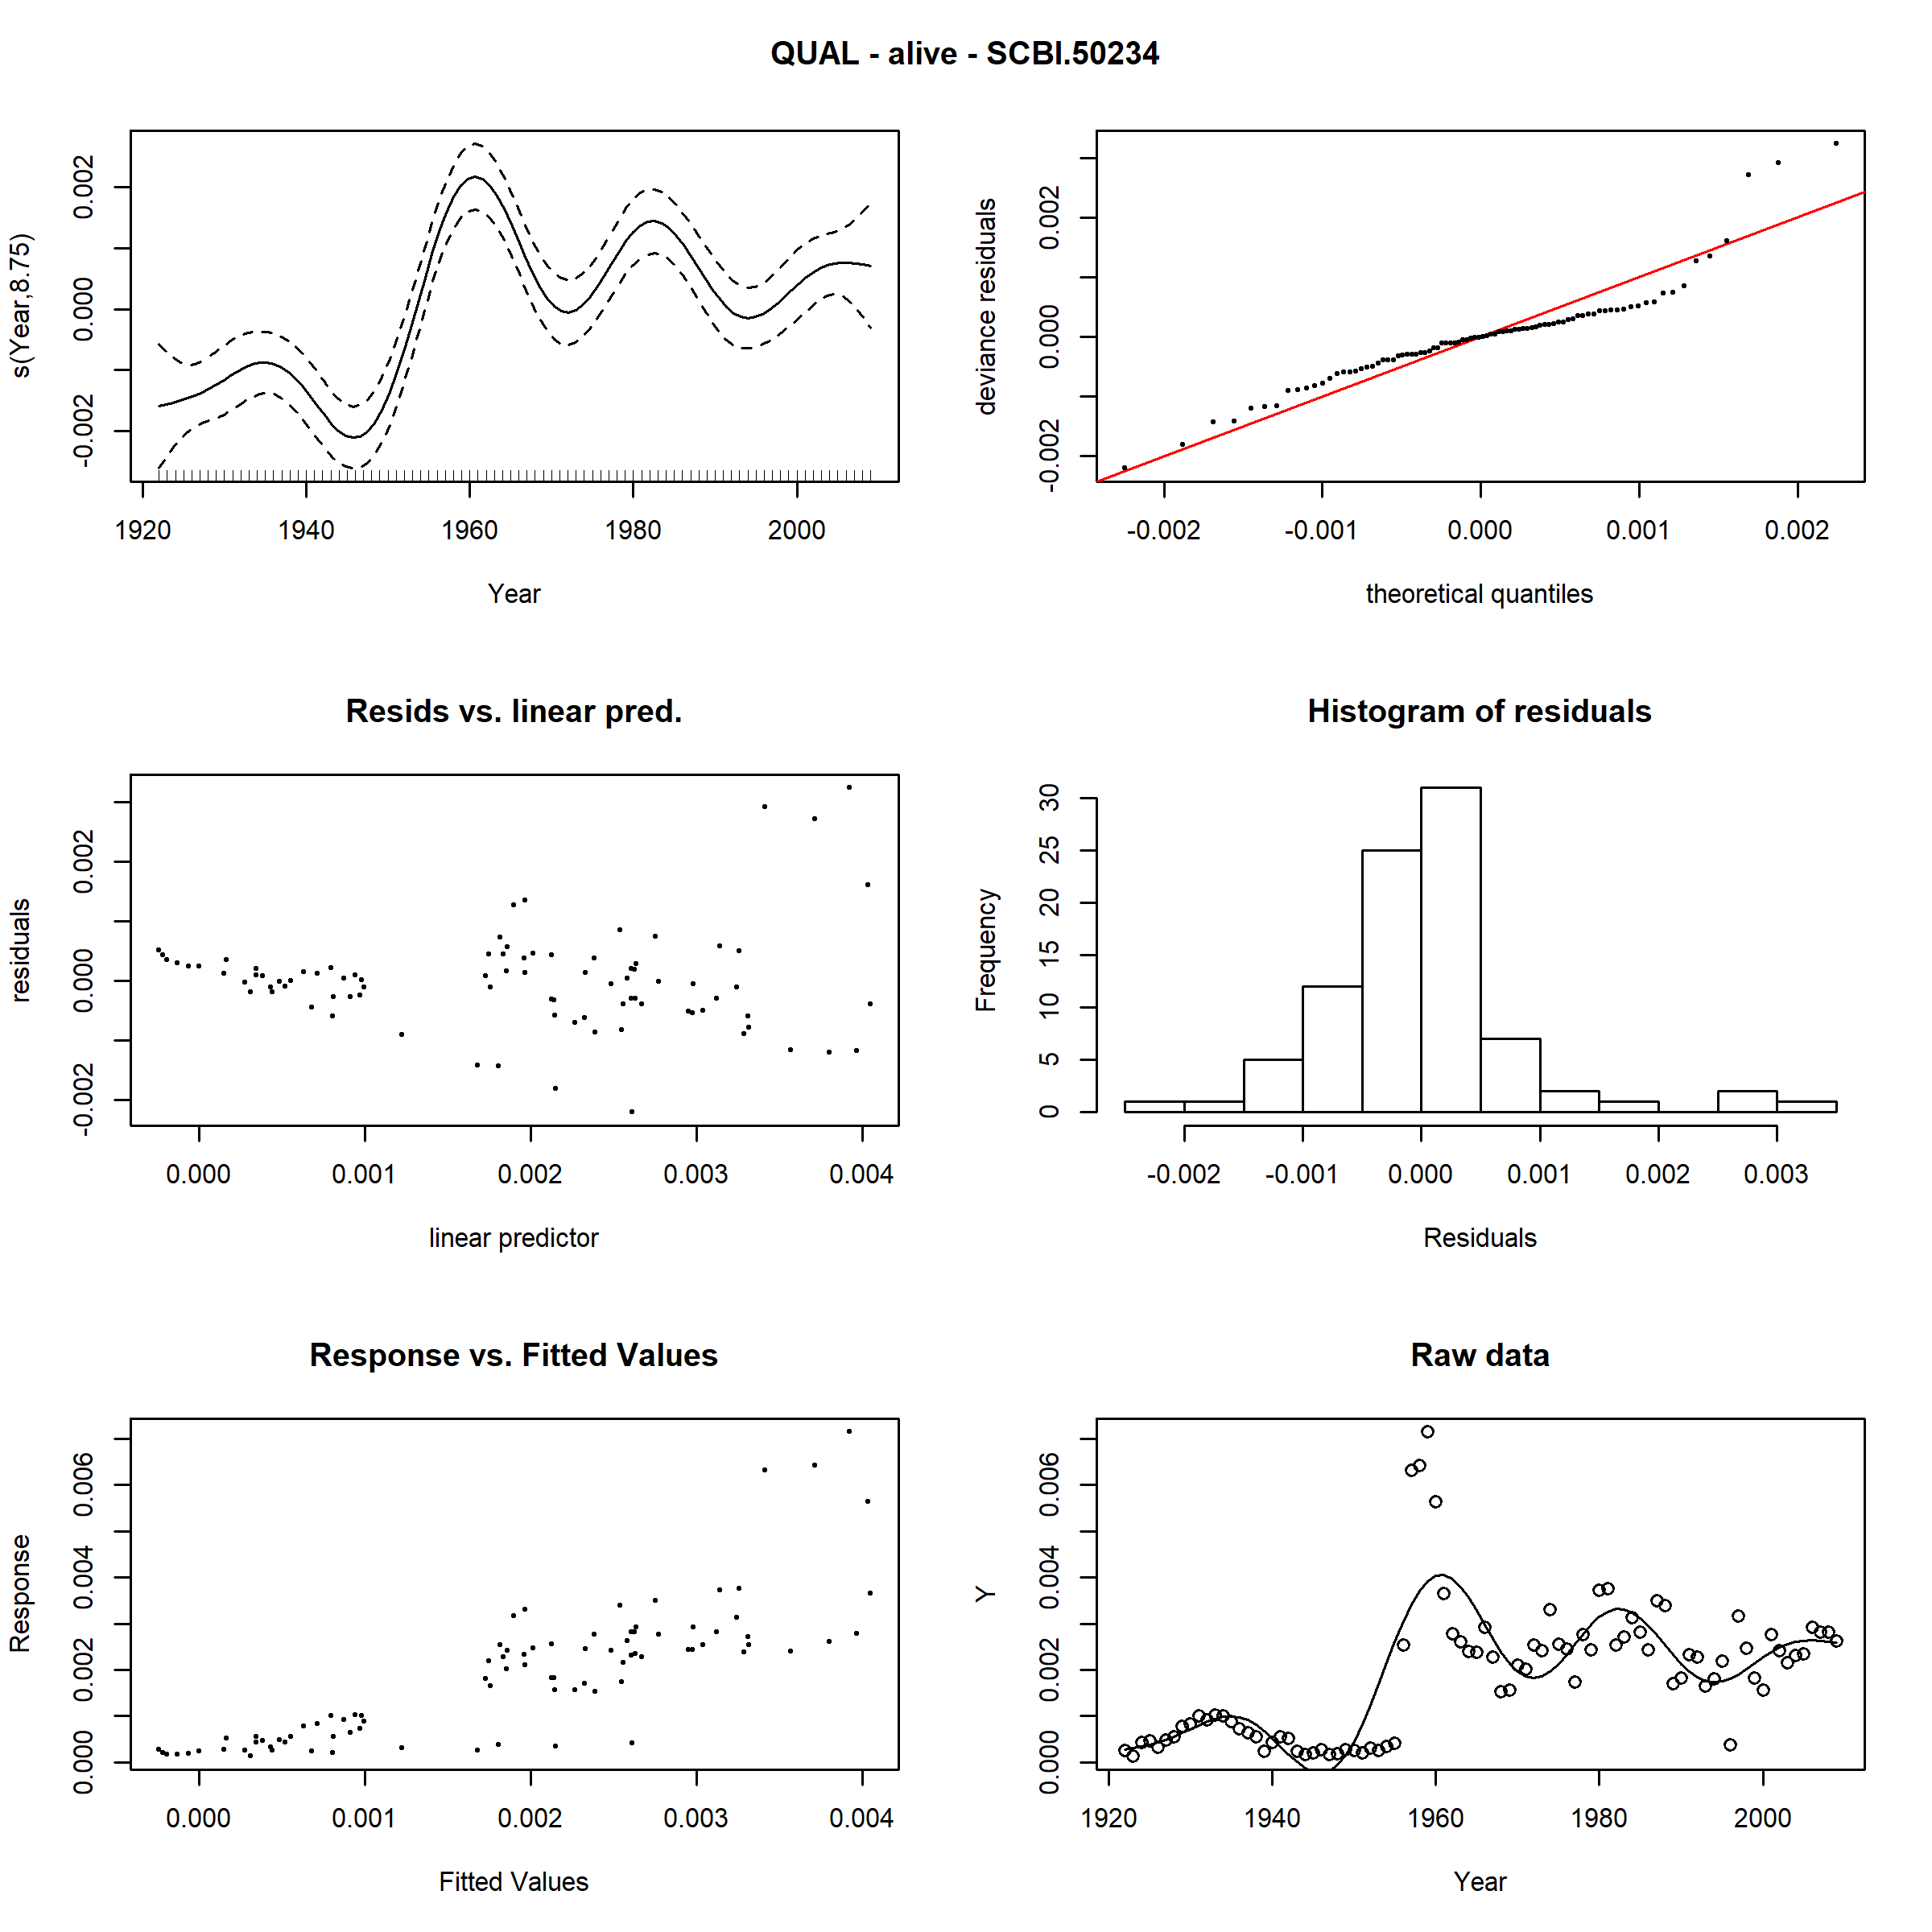 QUAL - alive - SCBI.50234
s(Year,8.75)
-0.002 0.000 0.002
1920 1940 1960 1980 2000
Year
deviance residuals
-0.002 0.000 0.002
-0.002 -0.001 0.000 0.001 0.002
theoretical quantiles
Resids vs. linear pred.
residuals
-0.002 0.000 0.002
0.000 0.001 0.002 0.003 0.004
linear predictor
Histogram of residuals
Frequency
0 5 10 15 20 25 30
-0.002 -0.001 0.000 0.001 0.002 0.003
Residuals
Response vs. Fitted Values
Response
0.000 0.002 0.004 0.006
0.000 0.001 0.002 0.003 0.004
Fitted Values
Raw data
Y
0.000 0.002 0.004 0.006
1920 1940 1960 1980 2000
Year